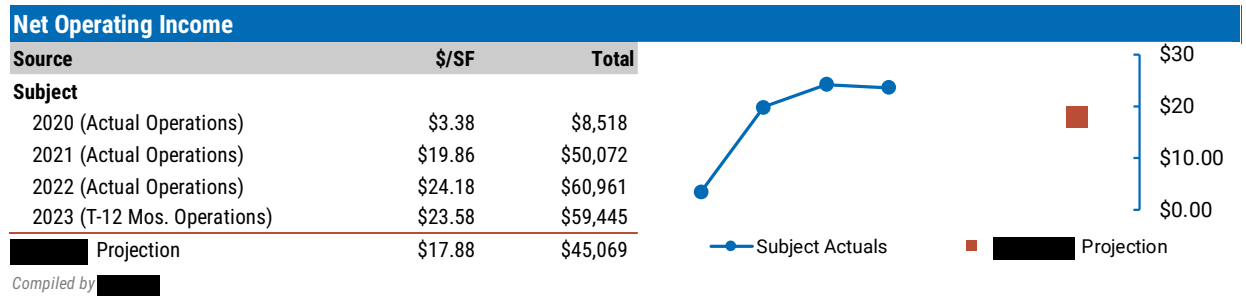 Net Operating Income
Source $/SF Total
Subject
2020 (Actual Operations) $3.38 $8,518
2021 (Actual Operations) $19.86 $50,072
2022 (Actual Operations) $24.18 $60,961
2023 (T-12 Mos. Operations) $23.58 $59,445
Projection $17.88 $45,069
Compiled by
$30
$20
$10.00
$0.00
Subject Actuals Projection